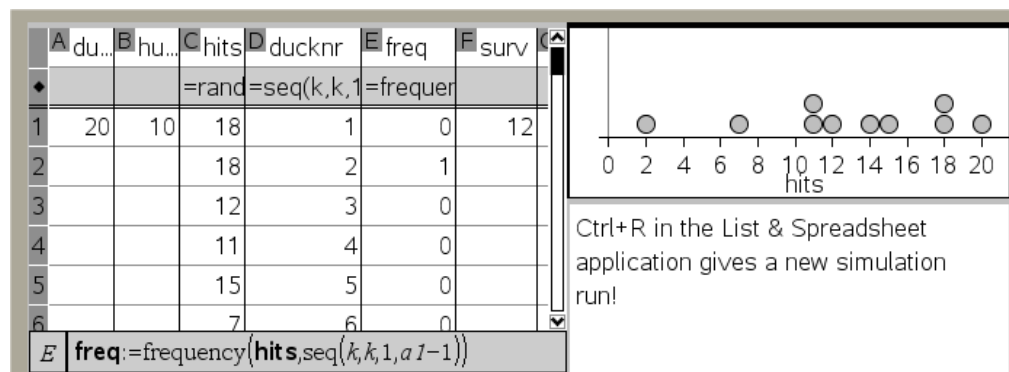 A du... B hu... C hits D ducknr E freq F surv
=rand =seq(k,k,1 =frequer
1 20 10 18 1 0 12
2 18 2 1
3 12 3 0
4 11 4 0
5 15 5 0
6 7 6 0
E freq:=frequency(hits,seq(k,k,1,a1−1))
0 2 4 6 8 10 12 14 16 18 20
hits
Ctrl+R in the List & Spreadsheet
application gives a new simulation
run!